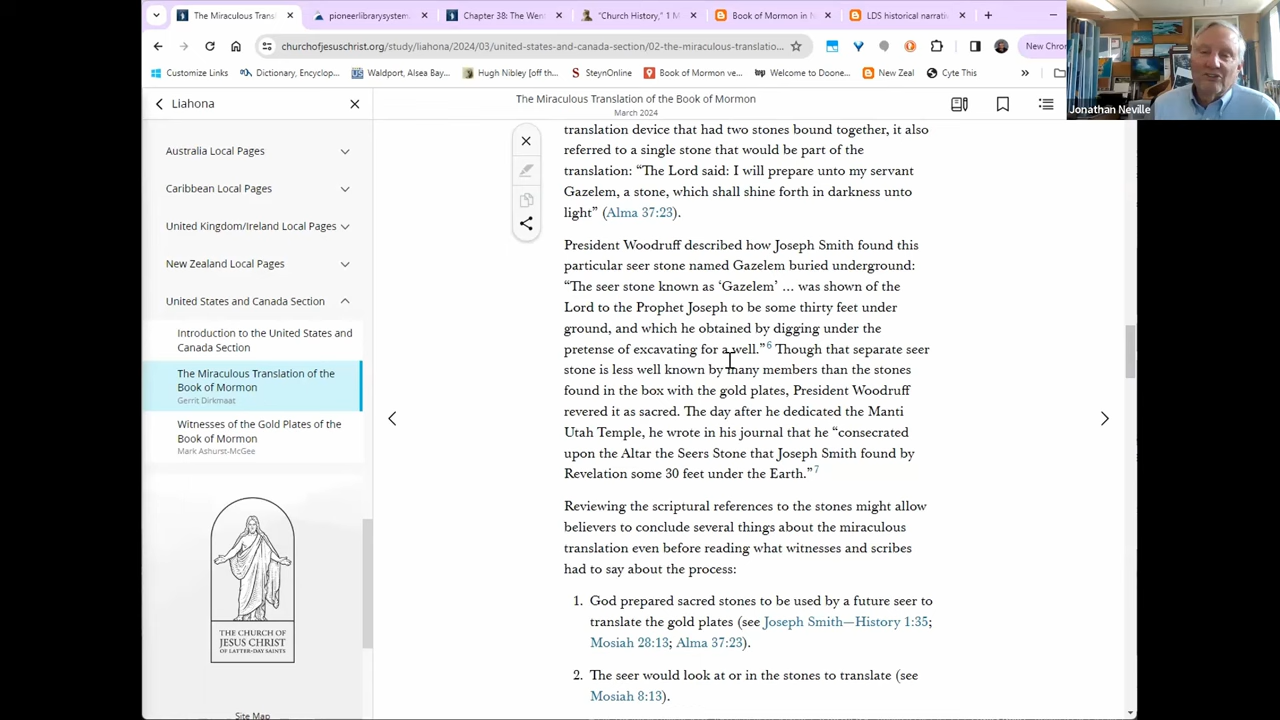 The Miraculous Transl
pioneerlibrarysystem
Chapter 38: The Went
"Church History," 1 M
Book of Mormon in N
LDS historical narrativ
churchofjesuschrist.org/study/liahona/2020/03/united-states-and-canada-section/02-the-miraculous-translatio...
New Chrom
Customize Links
Dictionary, Encyclop...
Waldport, Alsea Bay...
Hugh Nibley [off th...
SteynOnline
Book of Mormon ve...
Welcome to Doone...
New Zeal
Cyte This
Jonathan Neville
Liahona
The Miraculous Translation of the Book of Mormon
March 2024
Australia Local Pages
Caribbean Local Pages
United Kingdom/Ireland Local Pages
New Zealand Local Pages
United States and Canada Section
Introduction to the United States and
Canada Section
The Miraculous Translation of the
Book of Mormon
Gerrit Dirkmaat
Witnesses of the Gold Plates of the
Book of Mormon
Mark Ashurst-McGee
THE CHURCH OF
JESUS CHRIST
OF LATTER-DAY SAINTS
Site Map
translation device that had two stones bound together, it also
referred to a single stone that would be part of the
translation: “The Lord said: I will prepare unto my servant
Gazelem, a stone, which shall shine forth in darkness unto
light” (Alma 37:23).
President Woodruff described how Joseph Smith found this
particular seer stone named Gazelem buried underground:
“The seer stone known as ‘Gazelem’ … was shown of the
Lord to the Prophet Joseph to be some thirty feet under
ground, and which he obtained by digging under the
pretense of excavating for a well.”6 Though that separate seer
stone is less well known by many members than the stones
found in the box with the gold plates, President Woodruff
revered it as sacred. The day after he dedicated the Manti
Utah Temple, he wrote in his journal that he “consecrated
upon the Altar the Seers Stone that Joseph Smith found by
Revelation some 30 feet under the Earth.”7
Reviewing the scriptural references to the stones might allow
believers to conclude several things about the miraculous
translation even before reading what witnesses and scribes
had to say about the process:
1. God prepared sacred stones to be used by a future seer to
translate the gold plates (see Joseph Smith—History 1:35;
Mosiah 28:13; Alma 37:23).
2. The seer would look at or in the stones to translate (see
Mosiah 8:13).